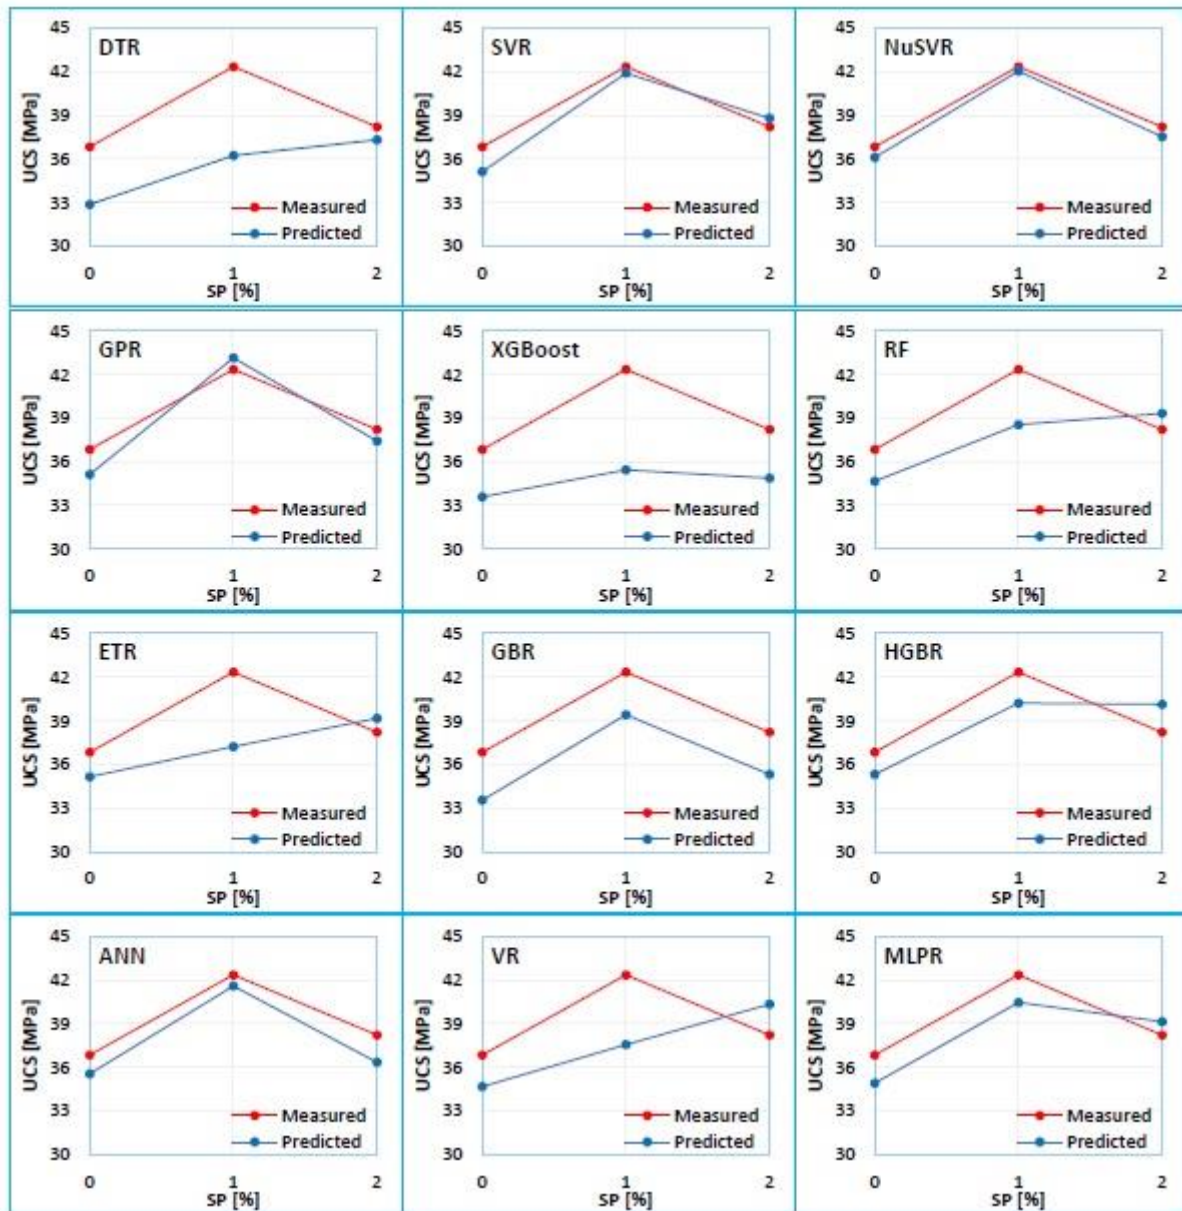 DTR
UCS [MPa]
45
42
39
36
33
30
Measured
Predicted
0 1 2
SP [%]
SVR
UCS [MPa]
45
42
39
36
33
30
Measured
Predicted
0 1 2
SP [%]
NuSVR
UCS [MPa]
45
42
39
36
33
30
Measured
Predicted
0 1 2
SP [%]
GPR
UCS [MPa]
45
42
39
36
33
30
Measured
Predicted
0 1 2
SP [%]
XGBoost
UCS [MPa]
45
42
39
36
33
30
Measured
Predicted
0 1 2
SP [%]
RF
UCS [MPa]
45
42
39
36
33
30
Measured
Predicted
0 1 2
SP [%]
ETR
UCS [MPa]
45
42
39
36
33
30
Measured
Predicted
0 1 2
SP [%]
GBR
UCS [MPa]
45
42
39
36
33
30
Measured
Predicted
0 1 2
SP [%]
HGBR
UCS [MPa]
45
42
39
36
33
30
Measured
Predicted
0 1 2
SP [%]
ANN
UCS [MPa]
45
42
39
36
33
30
Measured
Predicted
0 1 2
SP [%]
VR
UCS [MPa]
45
42
39
36
33
30
Measured
Predicted
0 1 2
SP [%]
MLPR
UCS [MPa]
45
42
39
36
33
30
Measured
Predicted
0 1 2
SP [%]